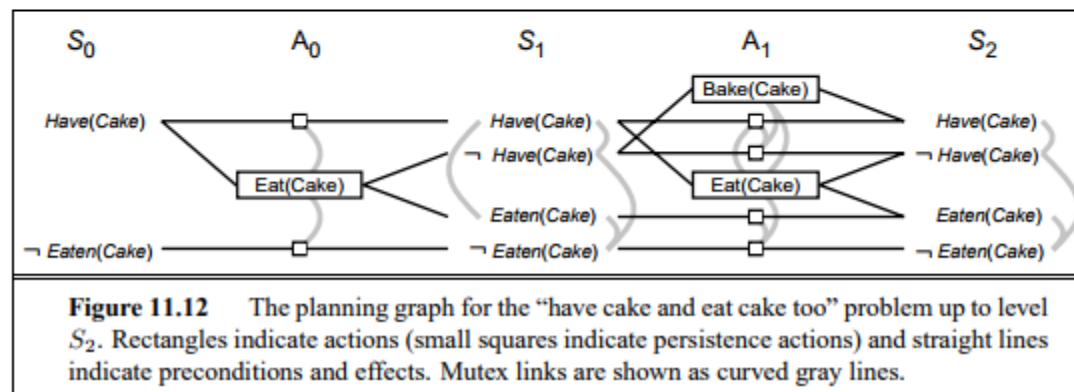 S0 A0 S1 A1 S2
Bake(Cake)
Have(Cake) Have(Cake) Have(Cake)
¬ Have(Cake) ¬ Have(Cake)
Eat(Cake) Eat(Cake)
Eaten(Cake) Eaten(Cake)
¬ Eaten(Cake) ¬ Eaten(Cake) ¬ Eaten(Cake)
Figure 11.12 The planning graph for the “have cake and eat cake too” problem up to level
S2. Rectangles indicate actions (small squares indicate persistence actions) and straight lines
indicate preconditions and effects. Mutex links are shown as curved gray lines.